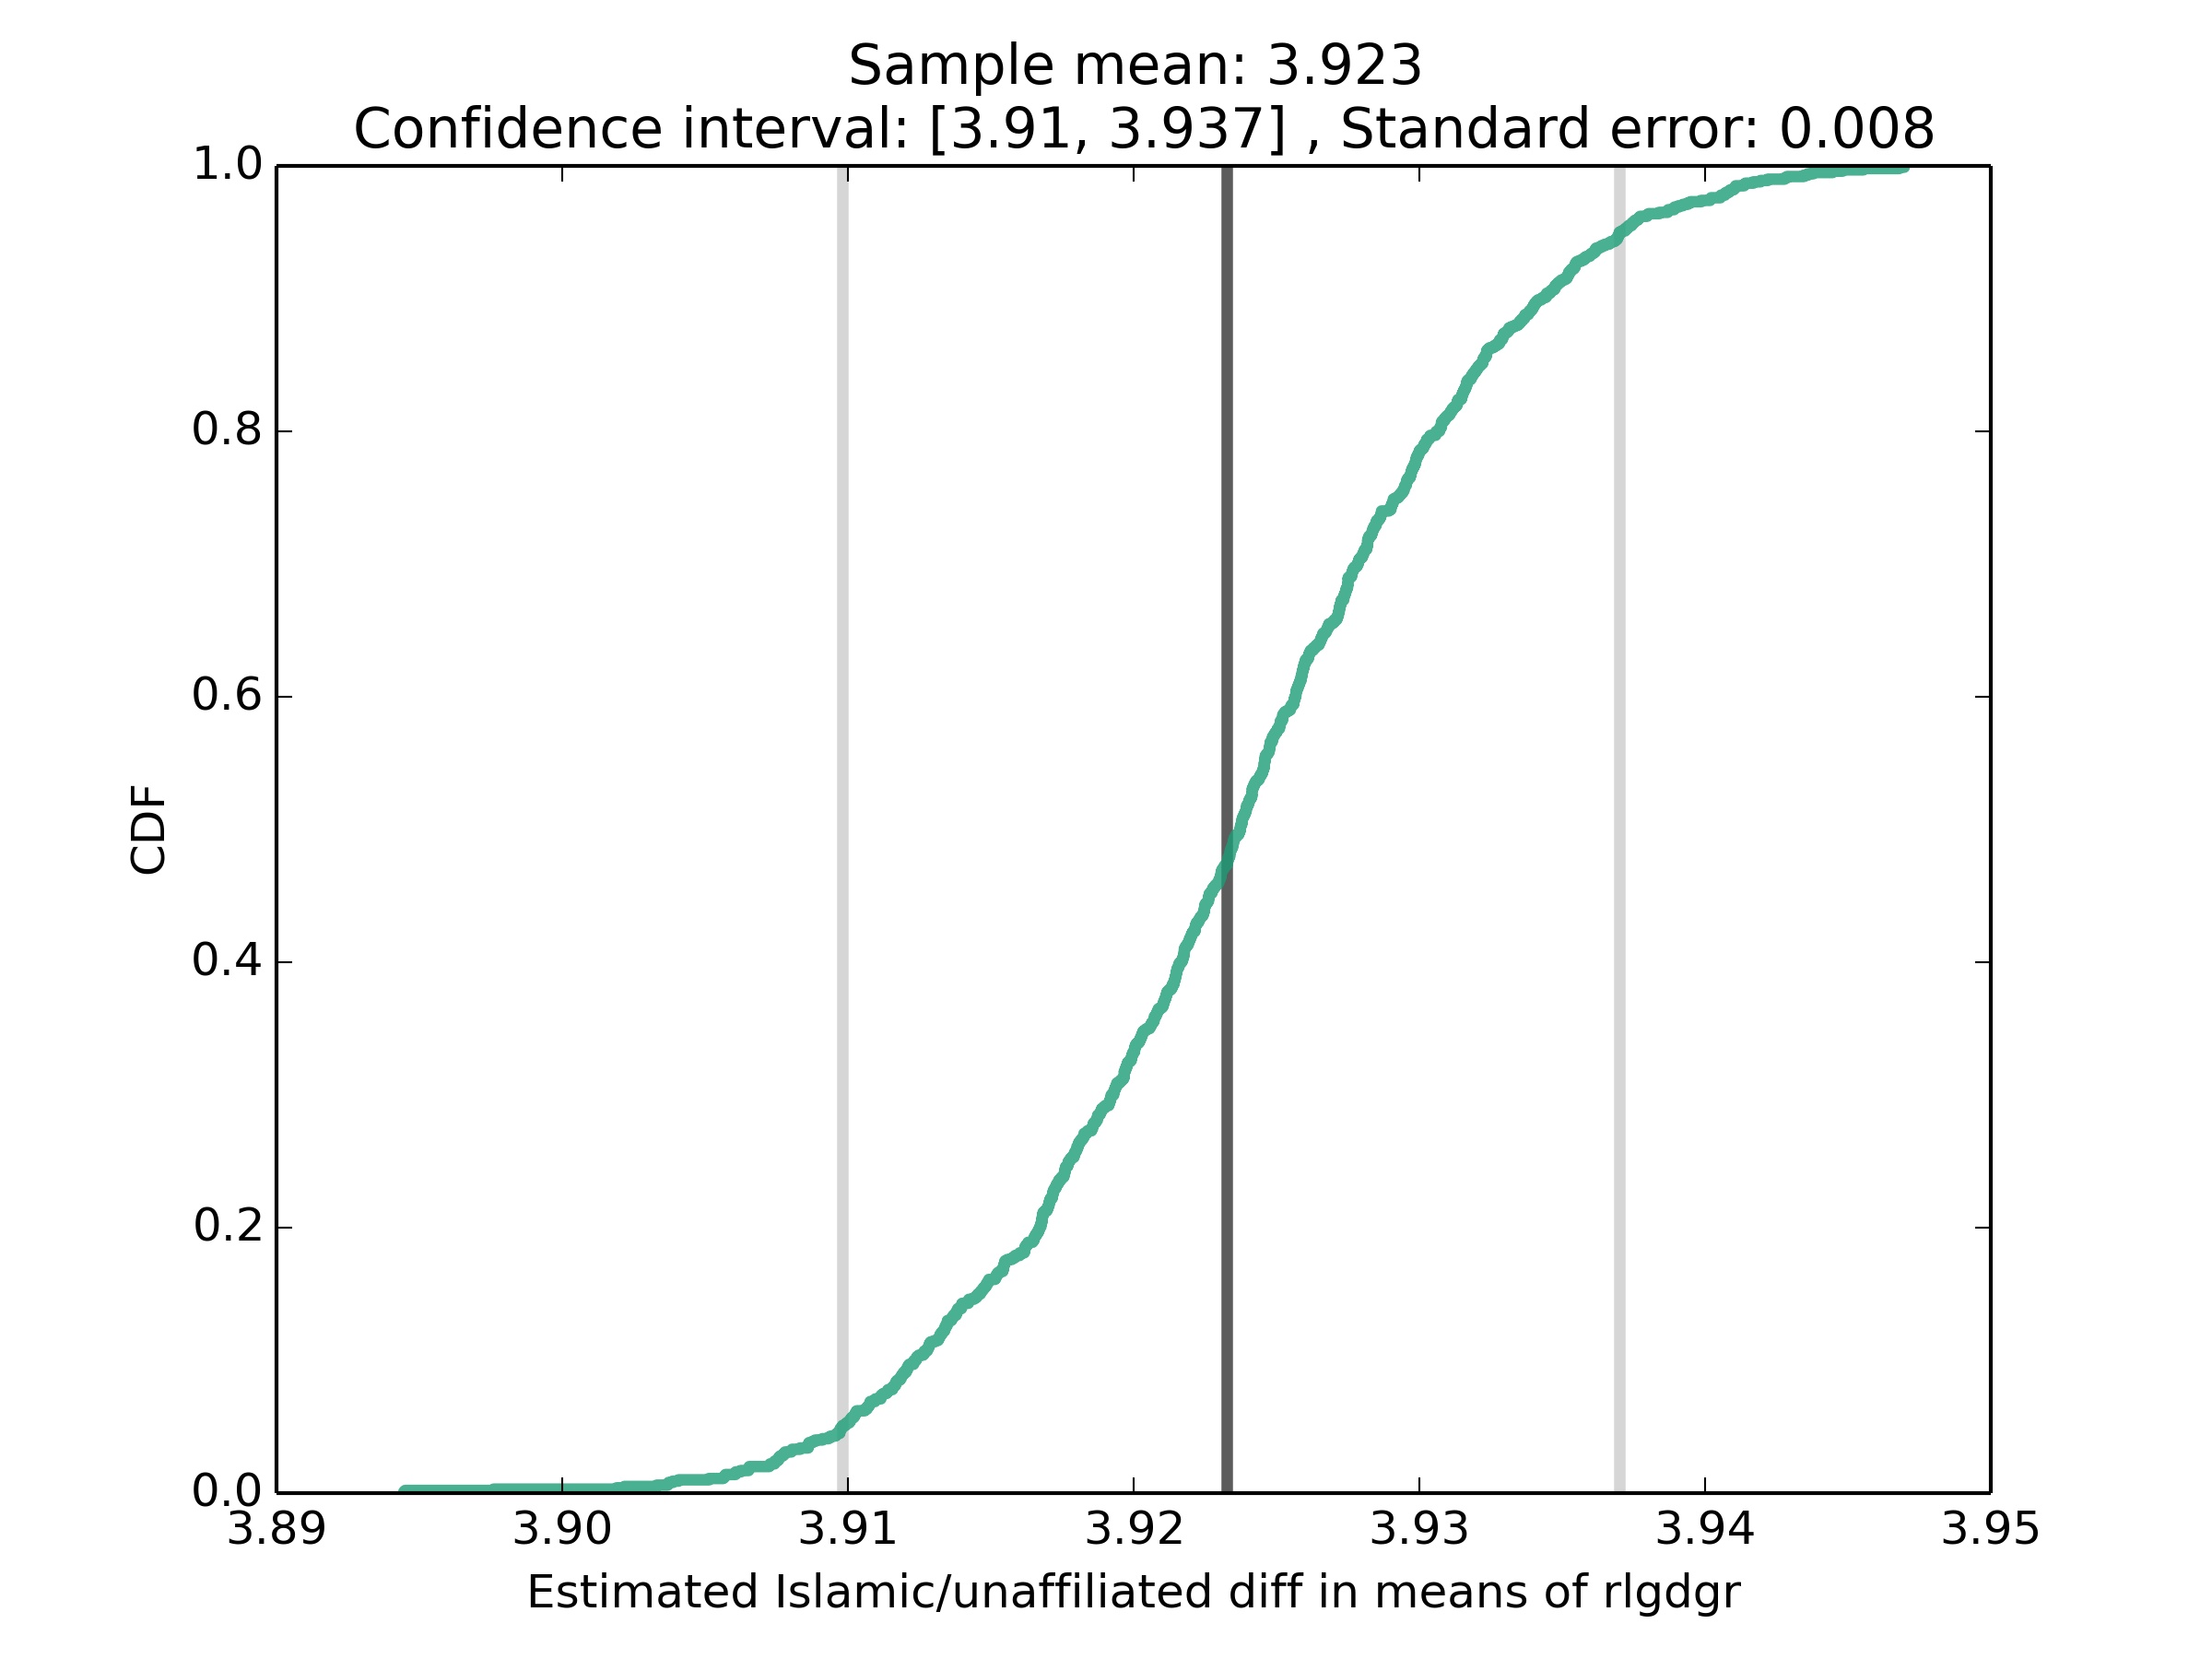 Sample mean: 3.923
Confidence interval: [3.91, 3.937] , Standard error: 0.008
1.0
0.8
0.6
0.4
0.2
0.0
CDF
3.89 3.90 3.91 3.92 3.93 3.94 3.95
Estimated Islamic/unaffiliated diff in means of rlgdgr